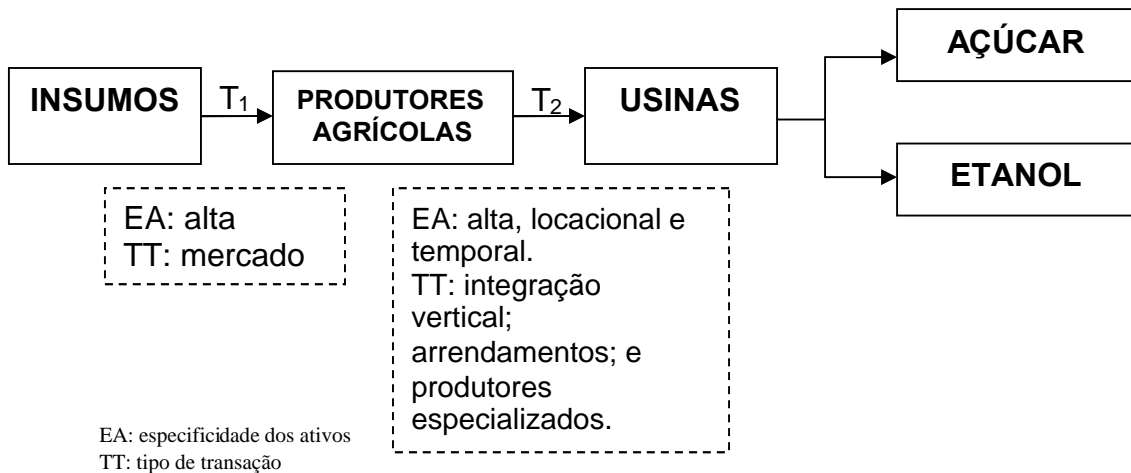 INSUMOS
T1
PRODUTORES
AGRÍCOLAS
T2
USINAS
AÇÚCAR
ETANOL
EA: alta
TT: mercado
EA: alta, locacional e
temporal.
TT: integração
vertical;
arrendamentos; e
produtores
especializados.
EA: especificidade dos ativos
TT: tipo de transação